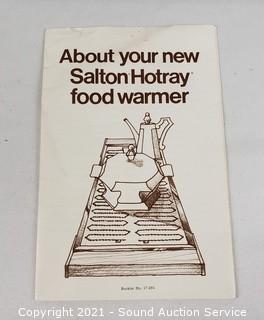 About your new
Salton Hotray®
food warmer
Copyright 2021 - Sound Auction Service